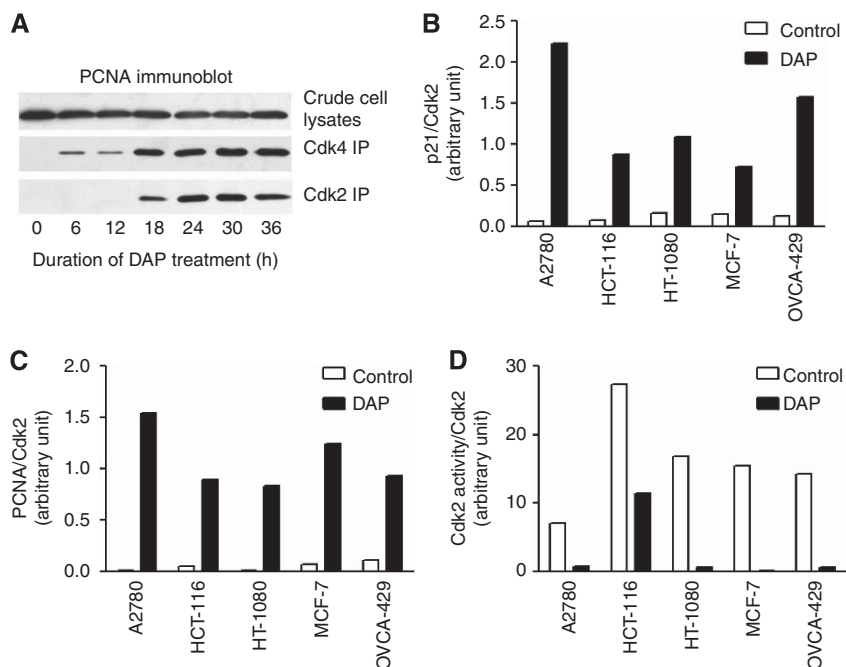 A
PCNA immunoblot
Crude cell
lysates
Cdk4 IP
Cdk2 IP
0 6 12 18 24 30 36
Duration of DAP treatment (h)
B
p21/Cdk2
(arbitrary unit)
2.5
2.0
1.5
1.0
0.5
0.0
Control
DAP
A2780
HCT-116
HT-1080
MCF-7
OVCA-429
C
PCNA/Cdk2
(arbitrary unit)
2.0
1.5
1.0
0.5
0.0
Control
DAP
A2780
HCT-116
HT-1080
MCF-7
OVCA-429
D
Cdk2 activity/Cdk2
(arbitrary unit)
30
20
10
0
Control
DAP
A2780
HCT-116
HT-1080
MCF-7
OVCA-429